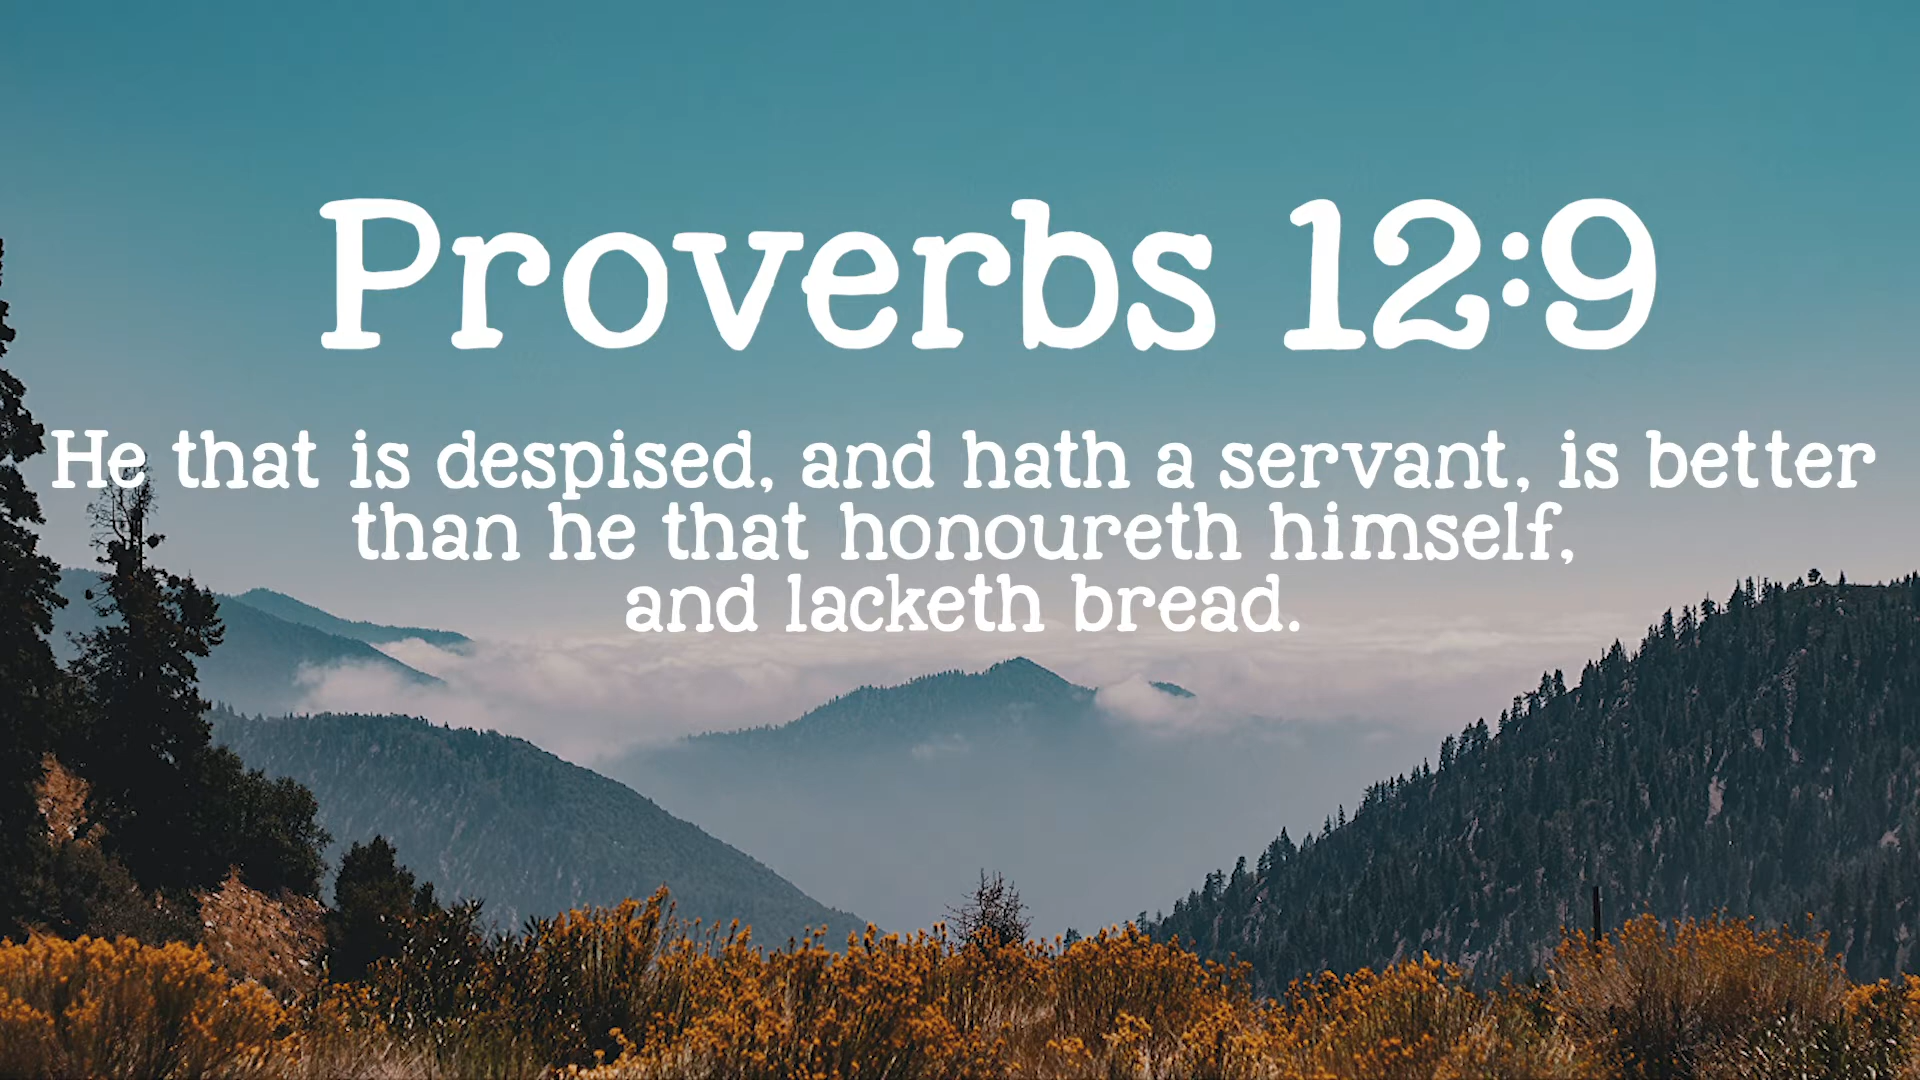 Proverbs 12:9
He that is despised, and hath a servant, is better
than he that honoureth himself,
and lacketh bread.